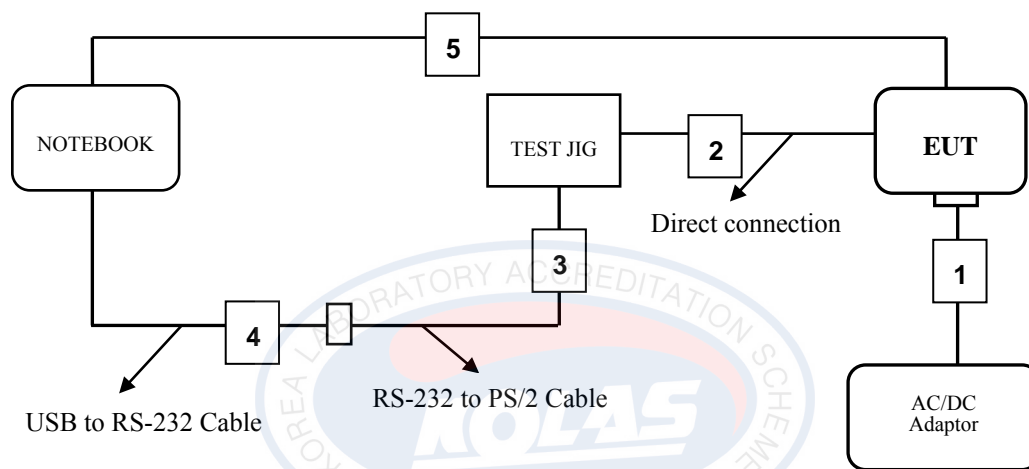 5
NOTEBOOK
TEST JIG
2
EUT
Direct connection
3
1
4
RS-232 to PS/2 Cable
USB to RS-232 Cable
AC/DC
Adaptor
KOREA LABORATORY ACCREDITATION SCHEME
KOLAS